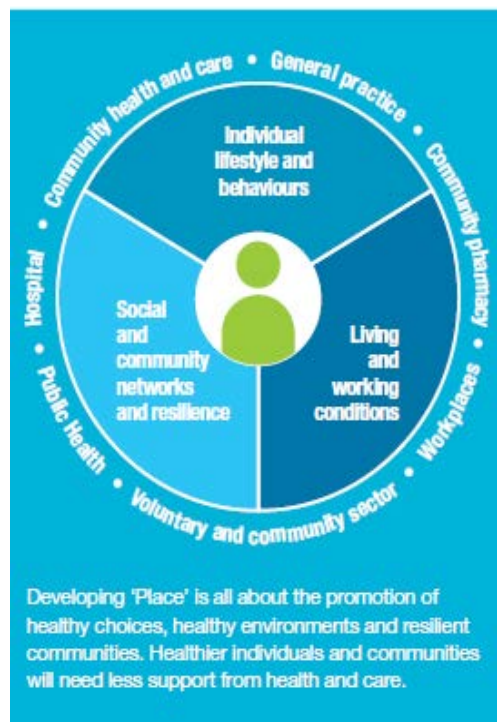 Community health and care • General practice • Community pharmacy • Workplaces • Voluntary and community sector • Public Health • Hospital •
Individual
lifestyle and
behaviours
Social
and
community
networks
and resilience
Living
and
working
conditions
Developing 'Place' is all about the promotion of
healthy choices, healthy environments and resilient
communities. Healthier individuals and communities
will need less support from health and care.